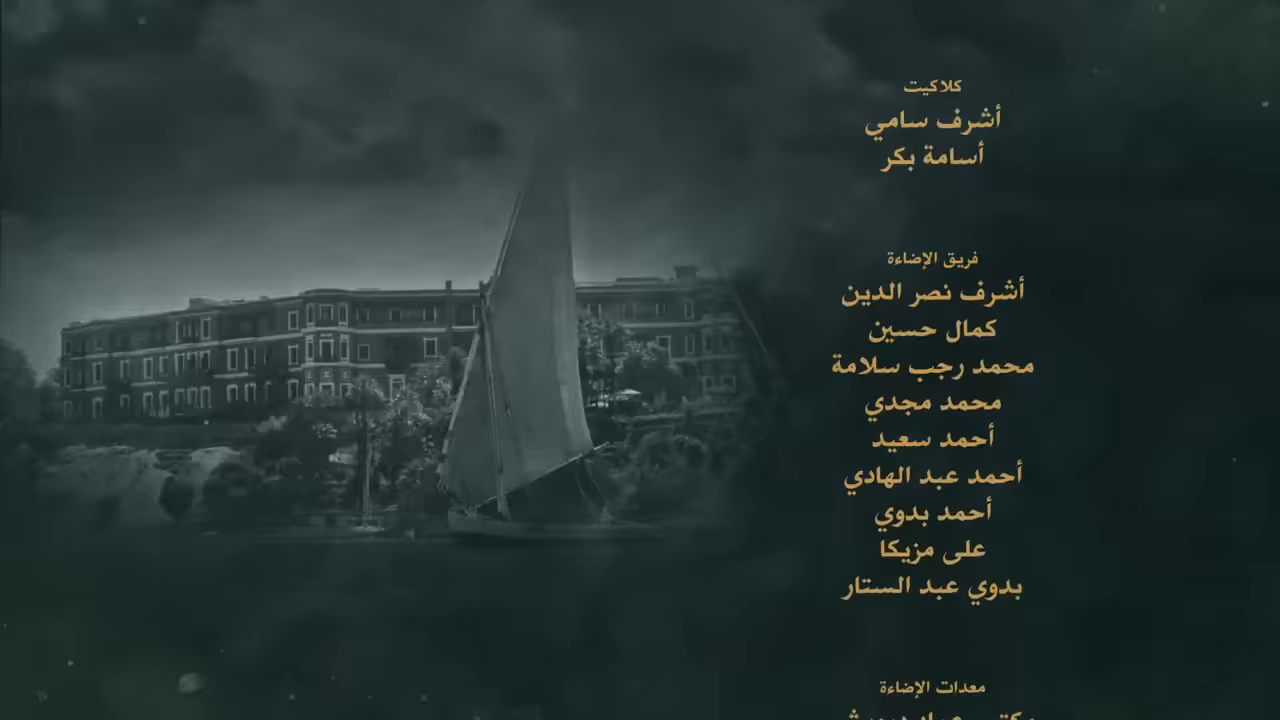 كلاكيت
أشرف سامي
أسامة بكر
فريق الإضاءة
أشرف نصر الدين
كمال حسين
محمد رجب سلامة
محمد مجدي
أحمد سعيد
أحمد عبد الهادي
أحمد بدوي
على مزيكا
بدوي عبد الستار
معدات الإضاءة